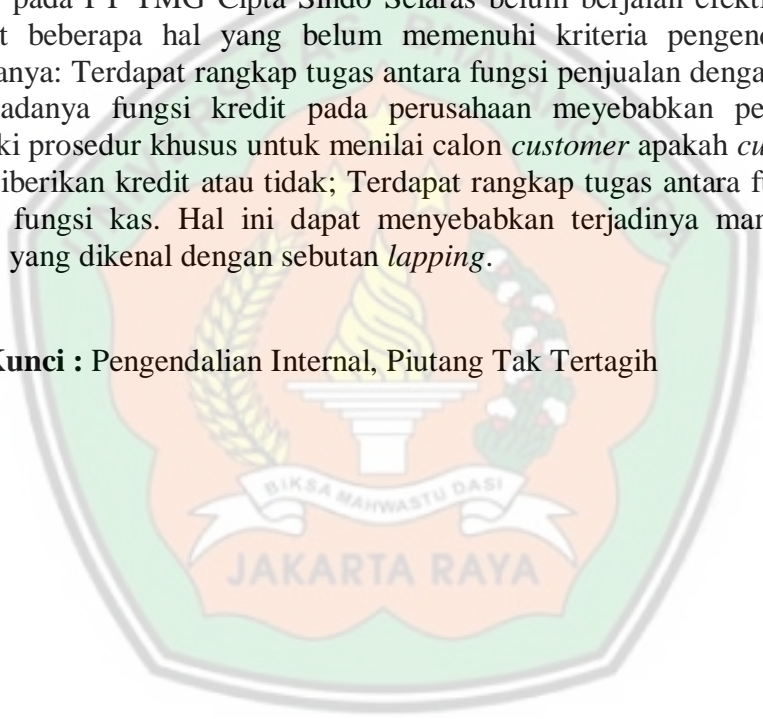 pada PT TMG Cipta Sindo Selaras belum berjalan efekti
t beberapa hal yang belum memenuhi kriteria pengend
anya: Terdapat rangkap tugas antara fungsi penjualan denga
adanya fungsi kredit pada perusahaan meyebabkan pe
ki prosedur khusus untuk menilai calon customer apakah cu
iberikan kredit atau tidak; Terdapat rangkap tugas antara fu
fungsi kas. Hal ini dapat menyebabkan terjadinya man
yang dikenal dengan sebutan lapping.
Kunci : Pengendalian Internal, Piutang Tak Tertagih
BIKSA MAHWASTU DASI
JAKARTA RAYA